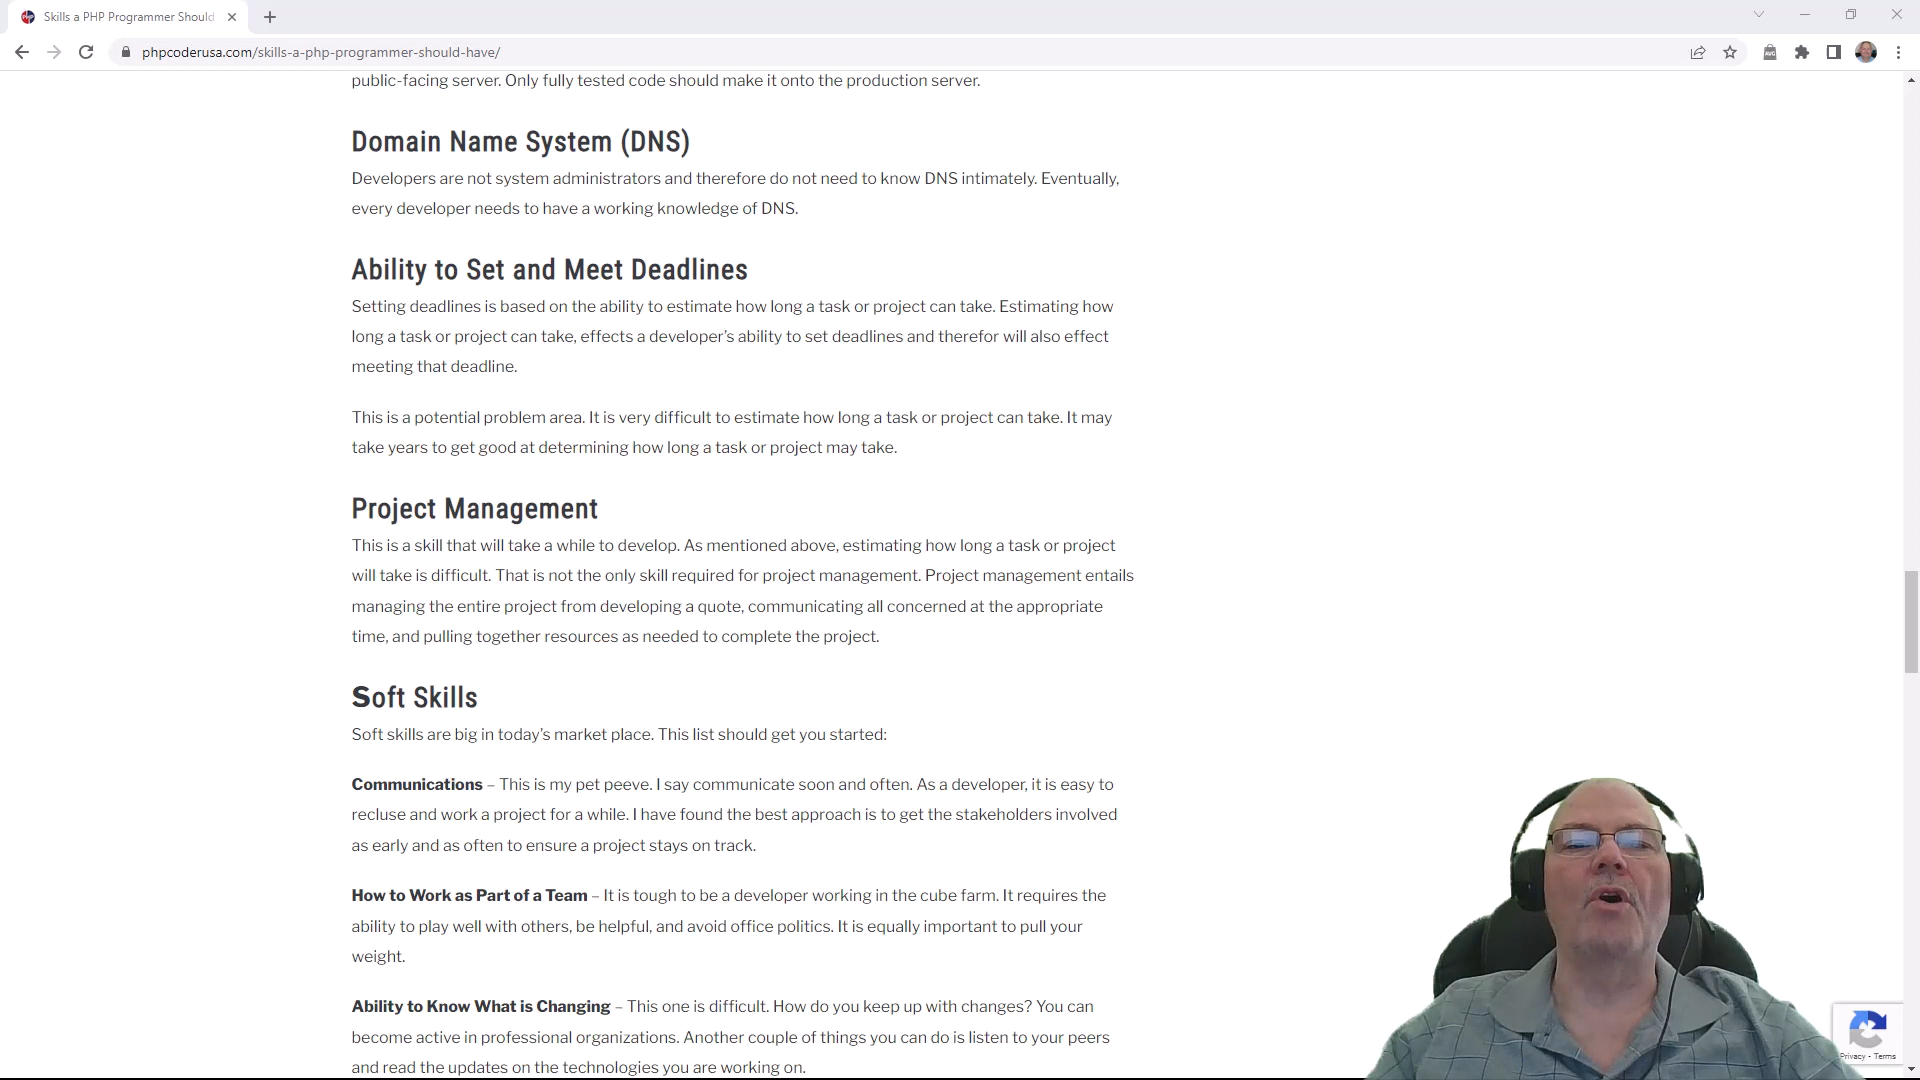 Skills a PHP Programmer Should
phpcoderusa.com/skills-a-php-programmer-should-have/
public-facing server. Only fully tested code should make it onto the production server.
Domain Name System (DNS)
Developers are not system administrators and therefore do not need to know DNS intimately. Eventually,
every developer needs to have a working knowledge of DNS.
Ability to Set and Meet Deadlines
Setting deadlines is based on the ability to estimate how long a task or project can take. Estimating how
long a task or project can take, effects a developer's ability to set deadlines and therefor will also effect
meeting that deadline.
This is a potential problem area. It is very difficult to estimate how long a task or project can take. It may
take years to get good at determining how long a task or project may take.
Project Management
This is a skill that will take a while to develop. As mentioned above, estimating how long a task or project
will take is difficult. That is not the only skill required for project management. Project management entails
managing the entire project from developing a quote, communicating all concerned at the appropriate
time, and pulling together resources as needed to complete the project.
Soft Skills
Soft skills are big in today's market place. This list should get you started:
Communications – This is my pet peeve. I say communicate soon and often. As a developer, it is easy to
recluse and work a project for a while. I have found the best approach is to get the stakeholders involved
as early and as often to ensure a project stays on track.
How to Work as Part of a Team – It is tough to be a developer working in the cube farm. It requires the
ability to play well with others, be helpful, and avoid office politics. It is equally important to pull your
weight.
Ability to Know What is Changing – This one is difficult. How do you keep up with changes? You can
become active in professional organizations. Another couple of things you can do is listen to your peers
and read the updates on the technologies you are working on.
Privacy - Terms